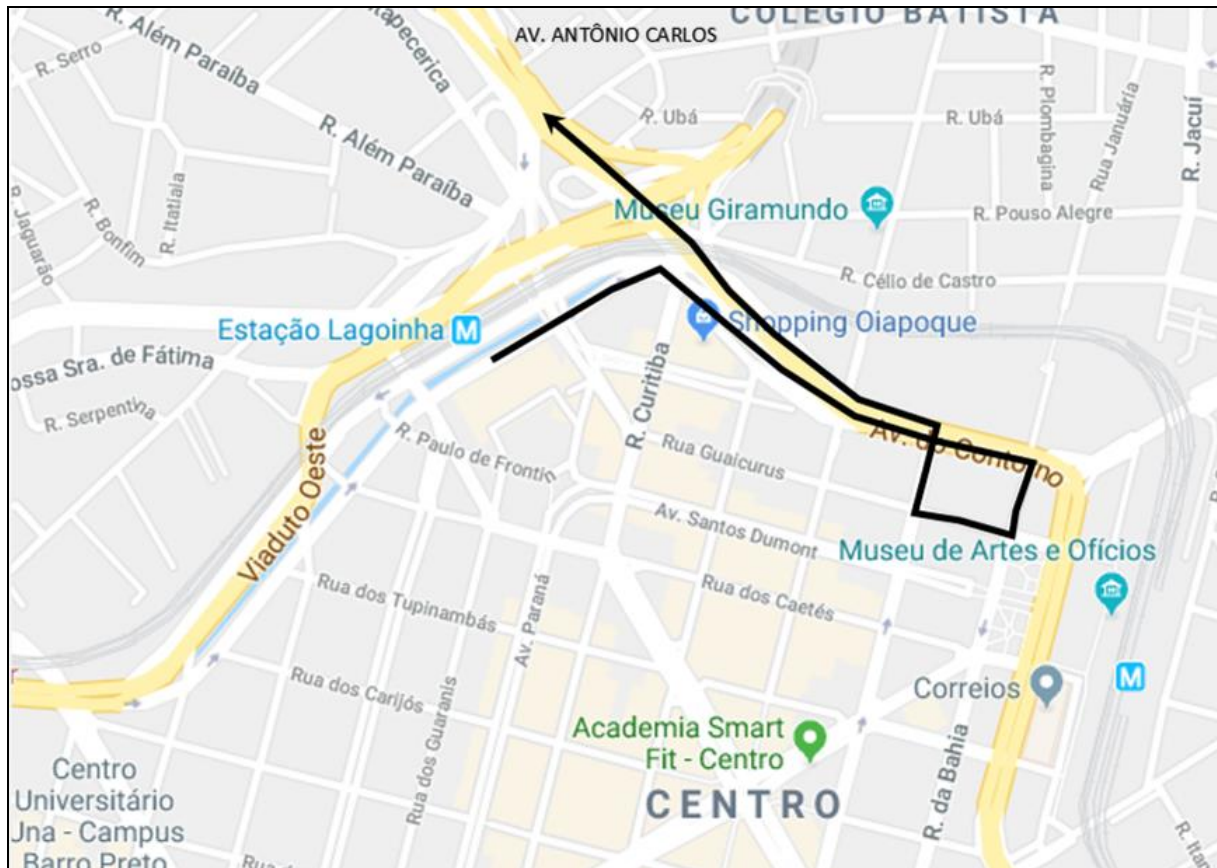 COLÉGIO BATISTA
AV. ANTÔNIO CARLOS
Itapecerica
R. Além Paraíba
R. Serro
R. Além Paraíba
R. Ubá
R. Ubá
R. Plombagina
Rua Januária
R. Jacuí
R. Jaguarão
R. Bonfim
R. Itatiaia
Museu Giramundo
R. Pouso Alegre
R. Célio de Castro
Estação Lagoinha M
Shopping Oiapoque
ossa Sra. de Fátima
R. Serpentina
R. Curitiba
R. Paulo de Frontin
Rua Guaicurus
Av. do Contorno
Viaduto Oeste
Av. Santos Dumont
Museu de Artes e Ofícios
Rua dos Tupinambás
Av. Paraná
Rua dos Caetés
Rua dos Carijós
Rua dos Guaranis
Correios
M
Academia Smart
Fit - Centro
R. da Bahia
CENTRO
Centro
Universitário
Jna - Campus
Barro Preto